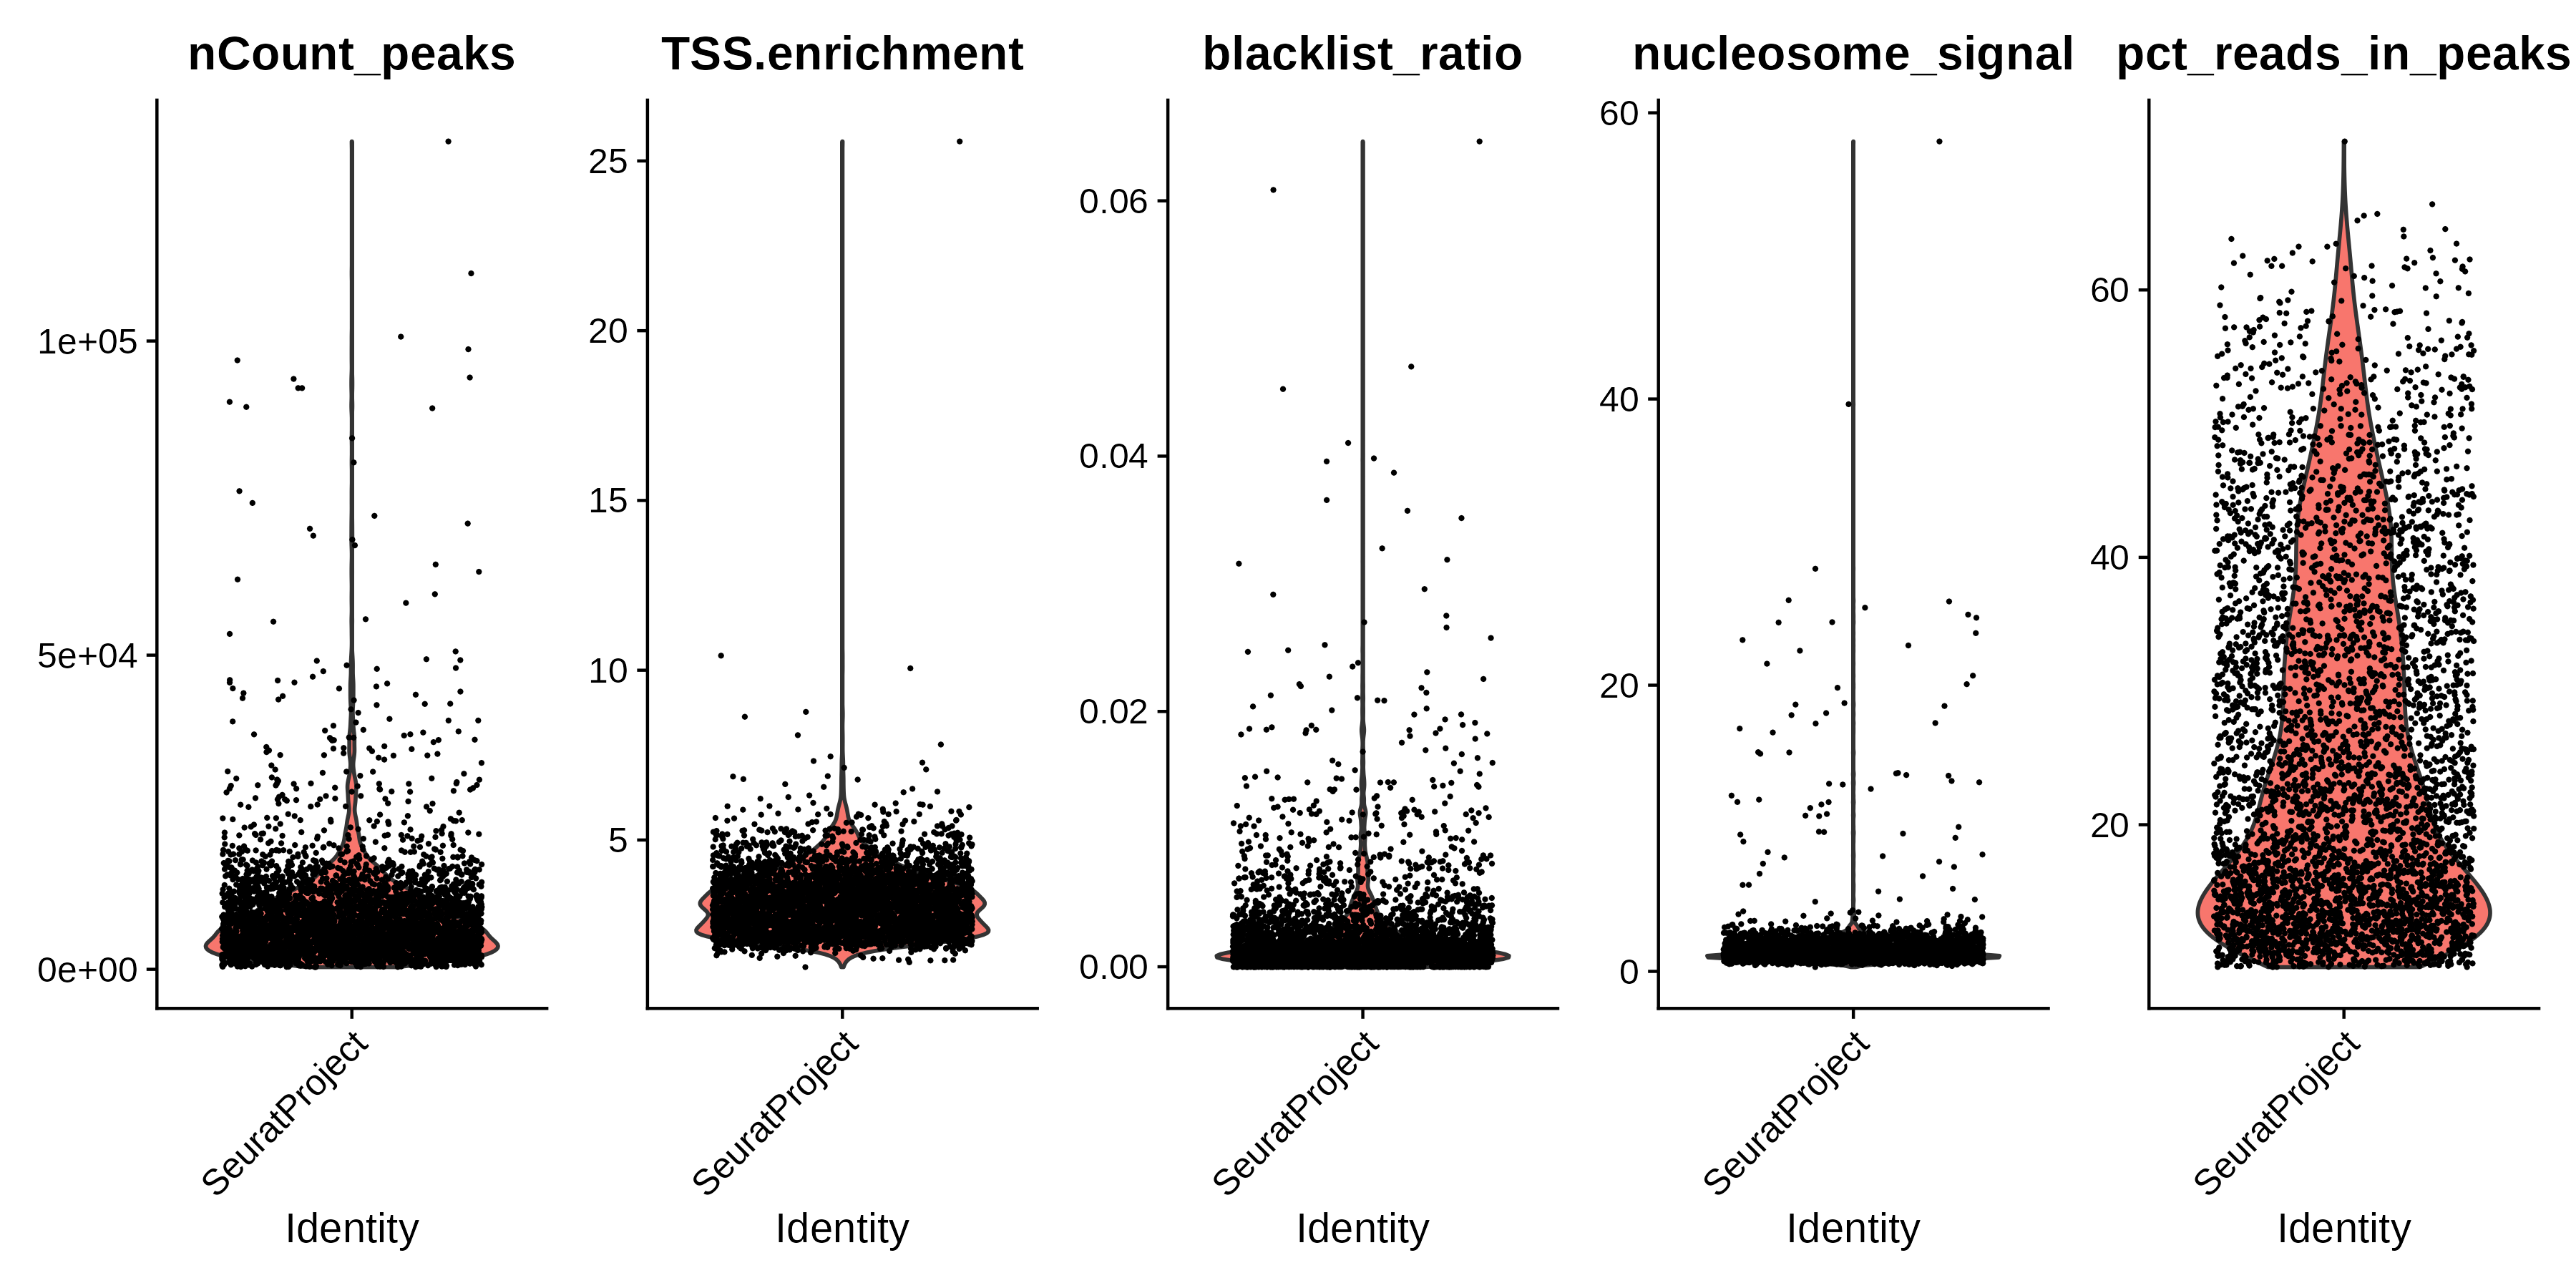 nCount_peaks
1e+05
5e+04
0e+00
SeuratProject
Identity
TSS.enrichment
25
20
15
10
5
SeuratProject
Identity
blacklist_ratio
0.06
0.04
0.02
0.00
SeuratProject
Identity
nucleosome_signal
60
40
20
0
SeuratProject
Identity
pct_reads_in_peaks
60
40
20
SeuratProject
Identity